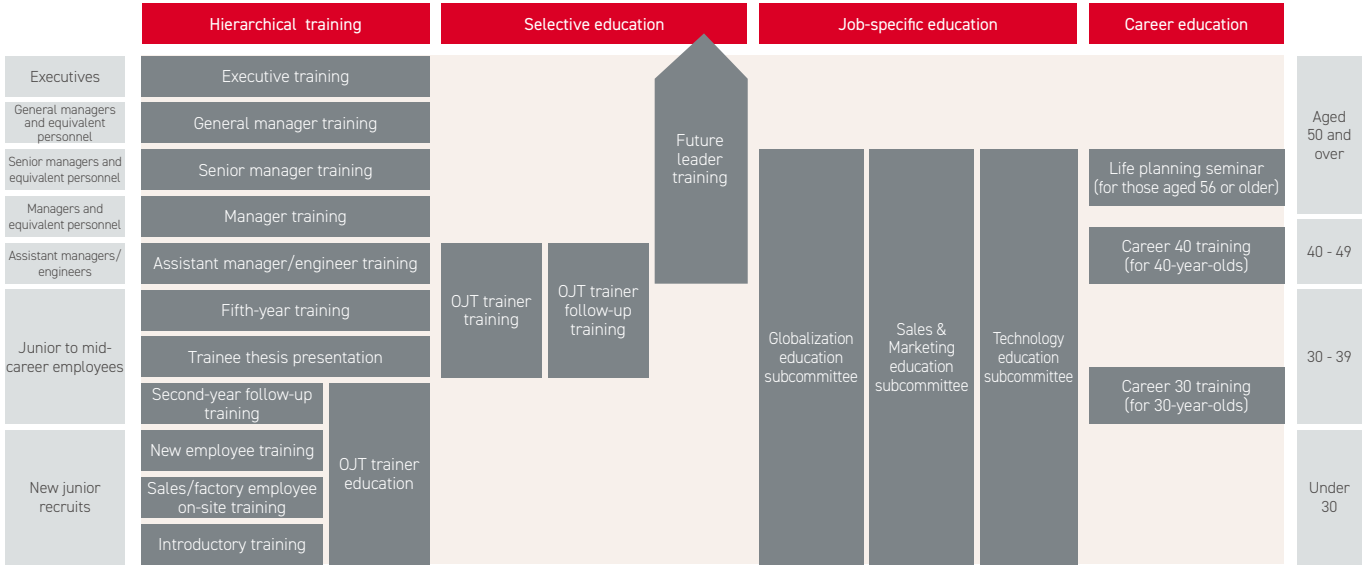 Hierarchical training
Selective education
Job-specific education
Career education
Executives
General managers
and equivalent
personnel
Senior managers and
equivalent personnel
Managers and
equivalent personnel
Assistant managers/
engineers
Junior to mid-
career employees
New junior
recruits
Executive training
General manager training
Senior manager training
Manager training
Assistant manager/engineer training
Fifth-year training
Trainee thesis presentation
Second-year follow-up
training
New employee training
Sales/factory employee
on-site training
Introductory training
OJT trainer
education
OJT trainer
training
OJT trainer
follow-up
training
Future
leader
training
Globalization
education
subcommittee
Sales &
Marketing
education
subcommittee
Technology
education
subcommittee
Life planning seminar
(for those aged 56 or older)
Career 40 training
(for 40-year-olds)
Career 30 training
(for 30-year-olds)
Aged
50 and
over
40 - 49
30 - 39
Under
30